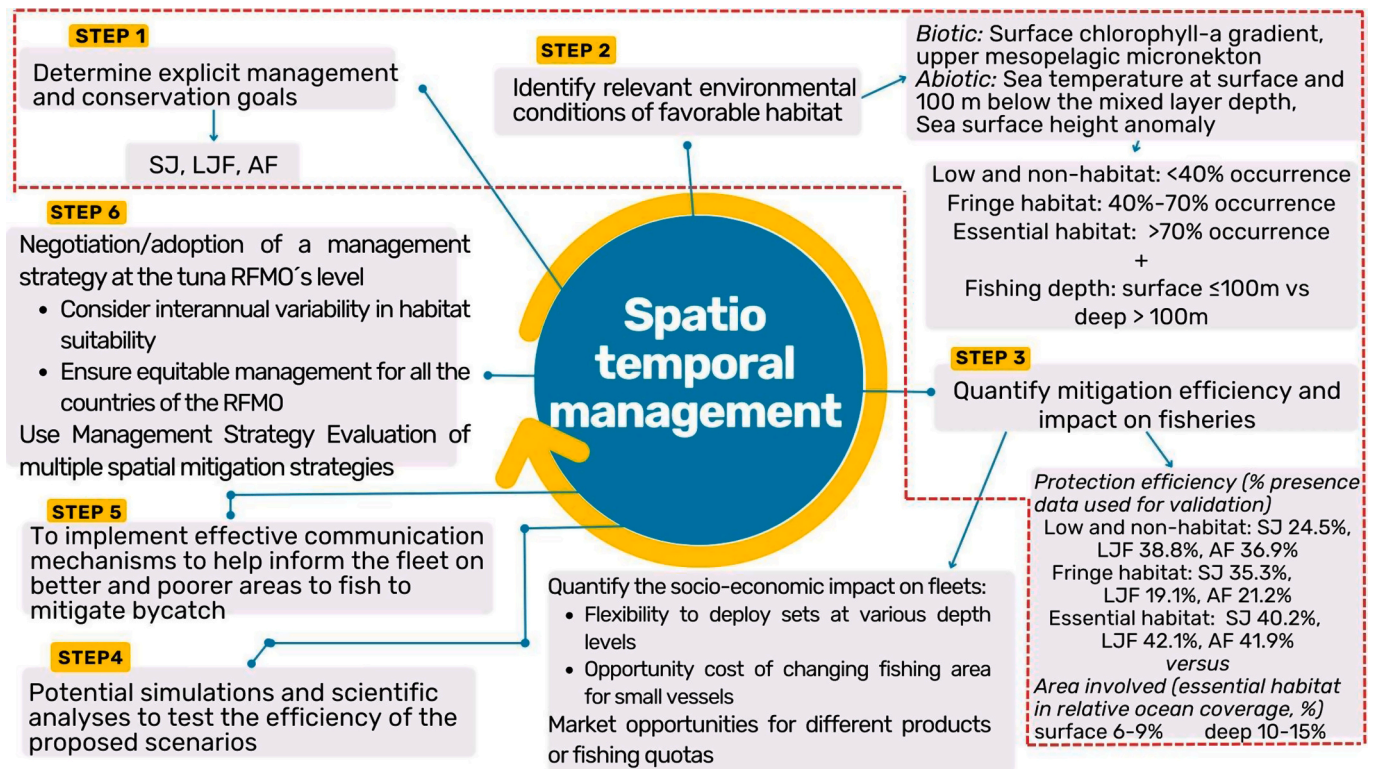 STEP 1
Determine explicit management
and conservation goals
SJ, LJF, AF
STEP 2
Identify relevant environmental
conditions of favorable habitat
Biotic: Surface chlorophyll-a gradient,
upper mesopelagic micronekton
Abiotic: Sea temperature at surface and
100 m below the mixed layer depth,
Sea surface height anomaly
Low and non-habitat: <40% occurrence
Fringe habitat: 40%-70% occurrence
Essential habitat: >70% occurrence
+
Fishing depth: surface ≤100m vs
deep > 100m
Spatio
temporal
management
STEP 3
Quantify mitigation efficiency and
impact on fisheries
Protection efficiency (% presence
data used for validation)
Low and non-habitat: SJ 24.5%,
LJF 38.8%, AF 36.9%
Fringe habitat: SJ 35.3%,
LJF 19.1%, AF 21.2%
Essential habitat: SJ 40.2%,
LJF 42.1%, AF 41.9%
versus
Area involved (essential habitat
in relative ocean coverage, %)
surface 6-9% deep 10-15%
Quantify the socio-economic impact on fleets:
• Flexibility to deploy sets at various depth
levels
• Opportunity cost of changing fishing area
for small vessels
Market opportunities for different products
or fishing quotas
STEP4
Potential simulations and scientific
analyses to test the efficiency of the
proposed scenarios
STEP 5
To implement effective communication
mechanisms to help inform the fleet on
better and poorer areas to fish to
mitigate bycatch
STEP 6
Negotiation/adoption of a management
strategy at the tuna RFMO´s level
• Consider interannual variability in habitat
suitability
• Ensure equitable management for all the
countries of the RFMO
Use Management Strategy Evaluation of
multiple spatial mitigation strategies